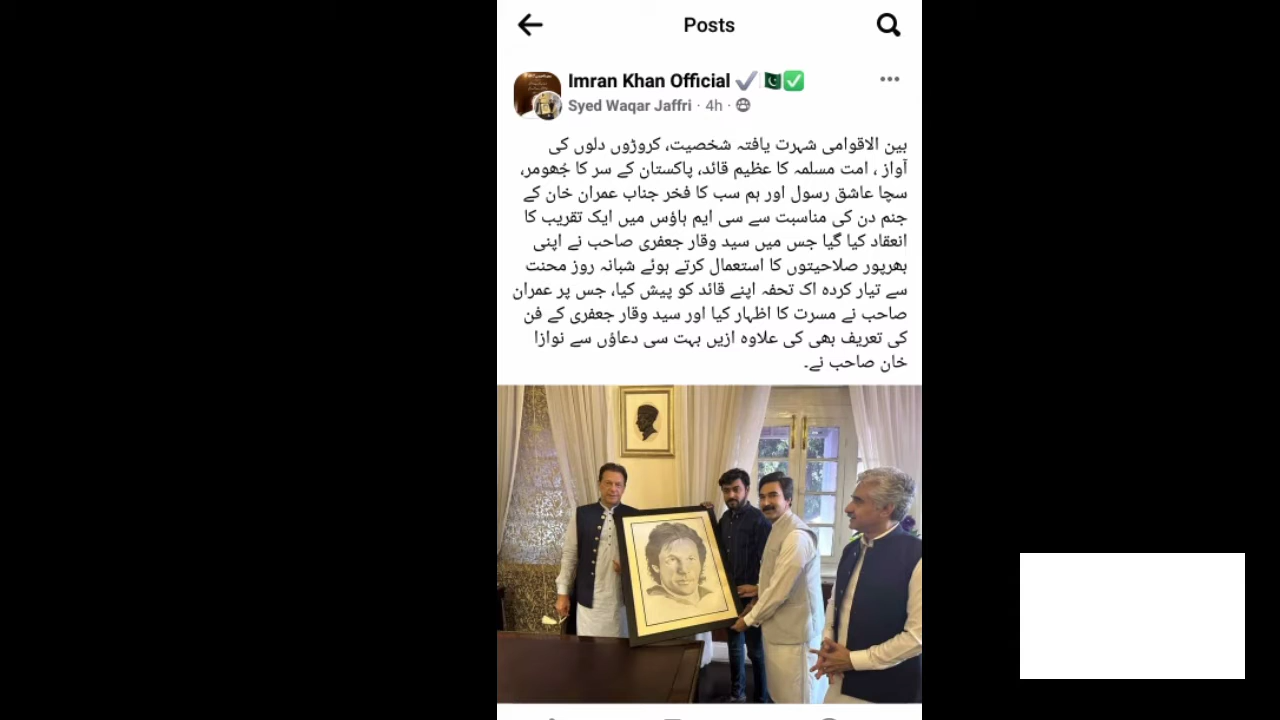 Posts
Imran Khan Official ✔️ 🇵🇰✅
Syed Waqar Jaffri · 4h ·
بین الاقوامی شہرت یافتہ شخصیت، کروڑوں دلوں کی
آواز ، امت مسلمہ کا عظیم قائد، پاکستان کے سر کا جُھومر،
سچا عاشق رسول اور ہم سب کا فخر جناب عمران خان کے
جنم دن کی مناسبت سے سی ایم ہاؤس میں ایک تقریب کا
انعقاد کیا گیا جس میں سید وقار جعفری صاحب نے اپنی
بھرپور صلاحیتوں کا استعمال کرتے ہوئے شبانہ روز محنت
سے تیار کردہ اک تحفہ اپنے قائد کو پیش کیا، جس پر عمران
صاحب نے مسرت کا اظہار کیا اور سید وقار جعفری کے فن
کی تعریف بھی کی علاوہ ازیں بہت سی دعاؤں سے نوازا
خان صاحب نے۔